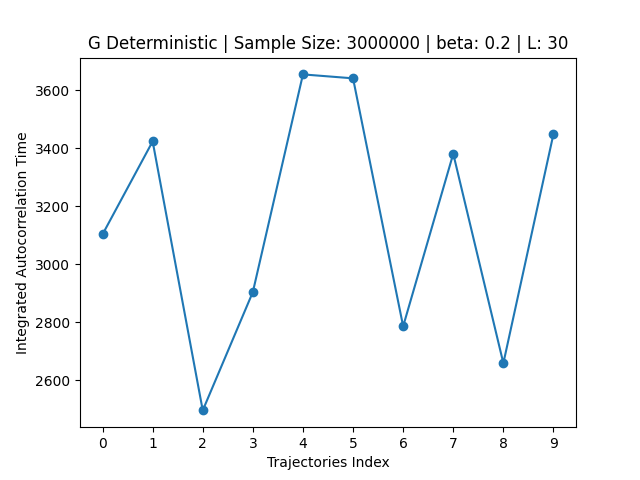 G Deterministic | Sample Size: 3000000 | beta: 0.2 | L: 30
Integrated Autocorrelation Time
3600
3400
3200
3000
2800
2600
0 1 2 3 4 5 6 7 8 9
Trajectories Index